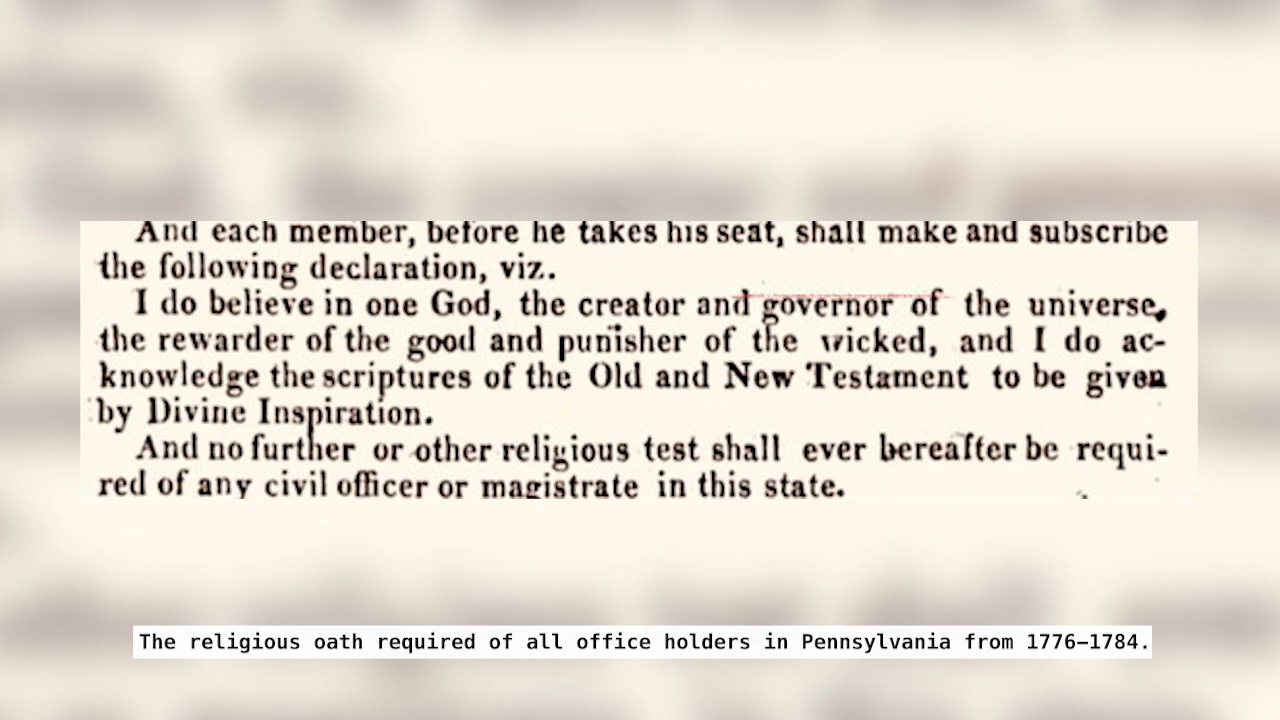 And each member, before he takes his seat, shall make and subscribe
the following declaration, viz.
I do believe in one God, the creator and governor of the universe,
the rewarder of the good and punisher of the wicked, and I do ac-
knowledge the scriptures of the Old and New Testament to be given
by Divine Inspiration.
And no further or other religious test shall ever hereafter be requi-
red of any civil officer or magistrate in this state.
The religious oath required of all office holders in Pennsylvania from 1776–1784.